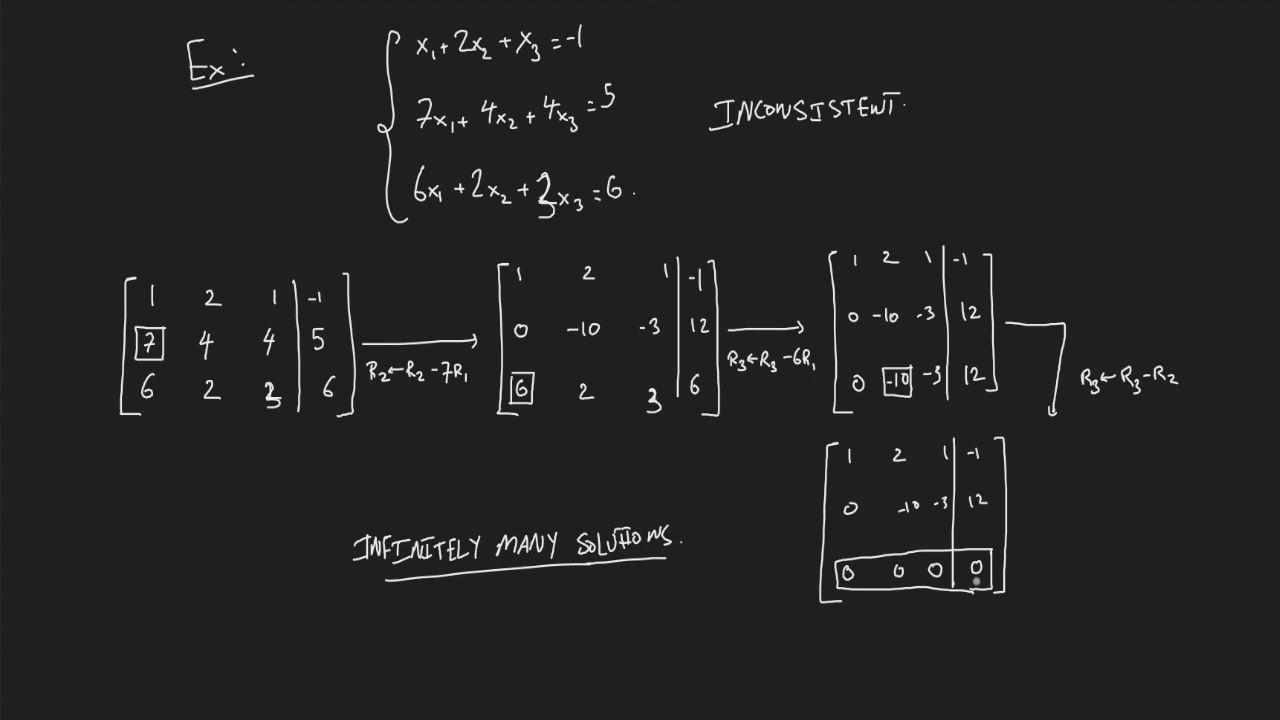 Ex:
x₁ + 2x₂ + x₃ = -1
7x₁ + 4x₂ + 4x₃ = 5
INCONSISTENT.
6x₁ + 2x₂ + 3x₃ = 6.
1 2 1 | -1
7 4 4 | 5
6 2 3 | 6
R₂ ← R₂ - 7R₁
1 2 1 | -1
0 -10 -3 | 12
6 2 3 | 6
R₃ ← R₃ - 6R₁
1 2 1 | -1
0 -10 -3 | 12
0 -10 -3 | 12
R₃ ← R₃ - R₂
1 2 1 | -1
0 -10 -3 | 12
0 0 0 | 0
INFINITELY MANY SOLUTIONS.